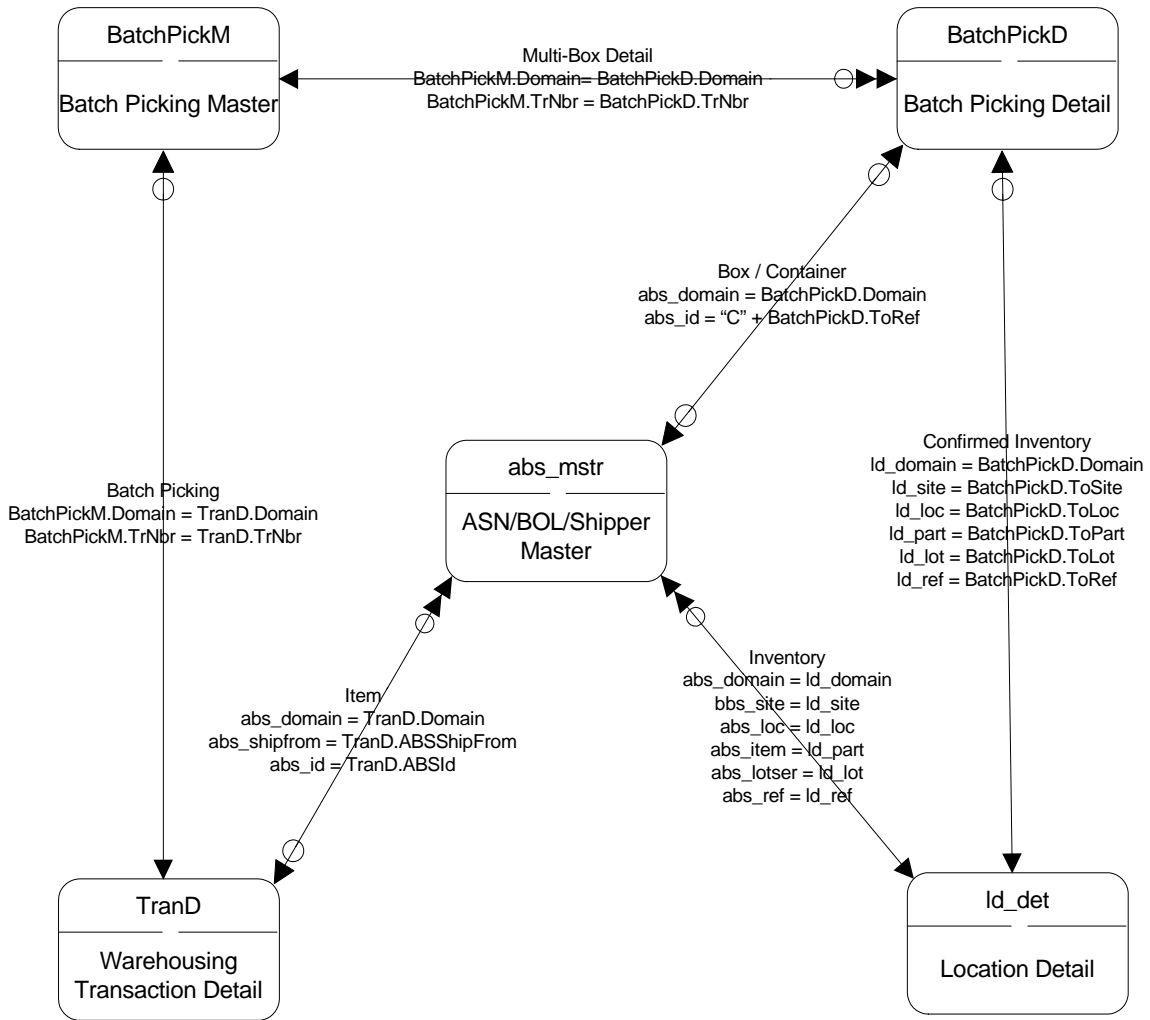 BatchPickM
Batch Picking Master
Multi-Box Detail
BatchPickM.Domain= BatchPickD.Domain
BatchPickM.TrNbr = BatchPickD.TrNbr
BatchPickD
Batch Picking Detail
Box / Container
abs_domain = BatchPickD.Domain
abs_id = “C” + BatchPickD.ToRef
Confirmed Inventory
ld_domain = BatchPickD.Domain
ld_site = BatchPickD.ToSite
ld_loc = BatchPickD.ToLoc
ld_part = BatchPickD.ToPart
ld_lot = BatchPickD.ToLot
ld_ref = BatchPickD.ToRef
abs_mstr
ASN/BOL/Shipper
Master
Batch Picking
BatchPickM.Domain = TranD.Domain
BatchPickM.TrNbr = TranD.TrNbr
Item
abs_domain = TranD.Domain
abs_shipfrom = TranD.ABSShipFrom
abs_id = TranD.ABSId
Inventory
abs_domain = ld_domain
bbs_site = ld_site
abs_loc = ld_loc
abs_item = ld_part
abs_lotser = ld_lot
abs_ref = ld_ref
TranD
Warehousing
Transaction Detail
ld_det
Location Detail